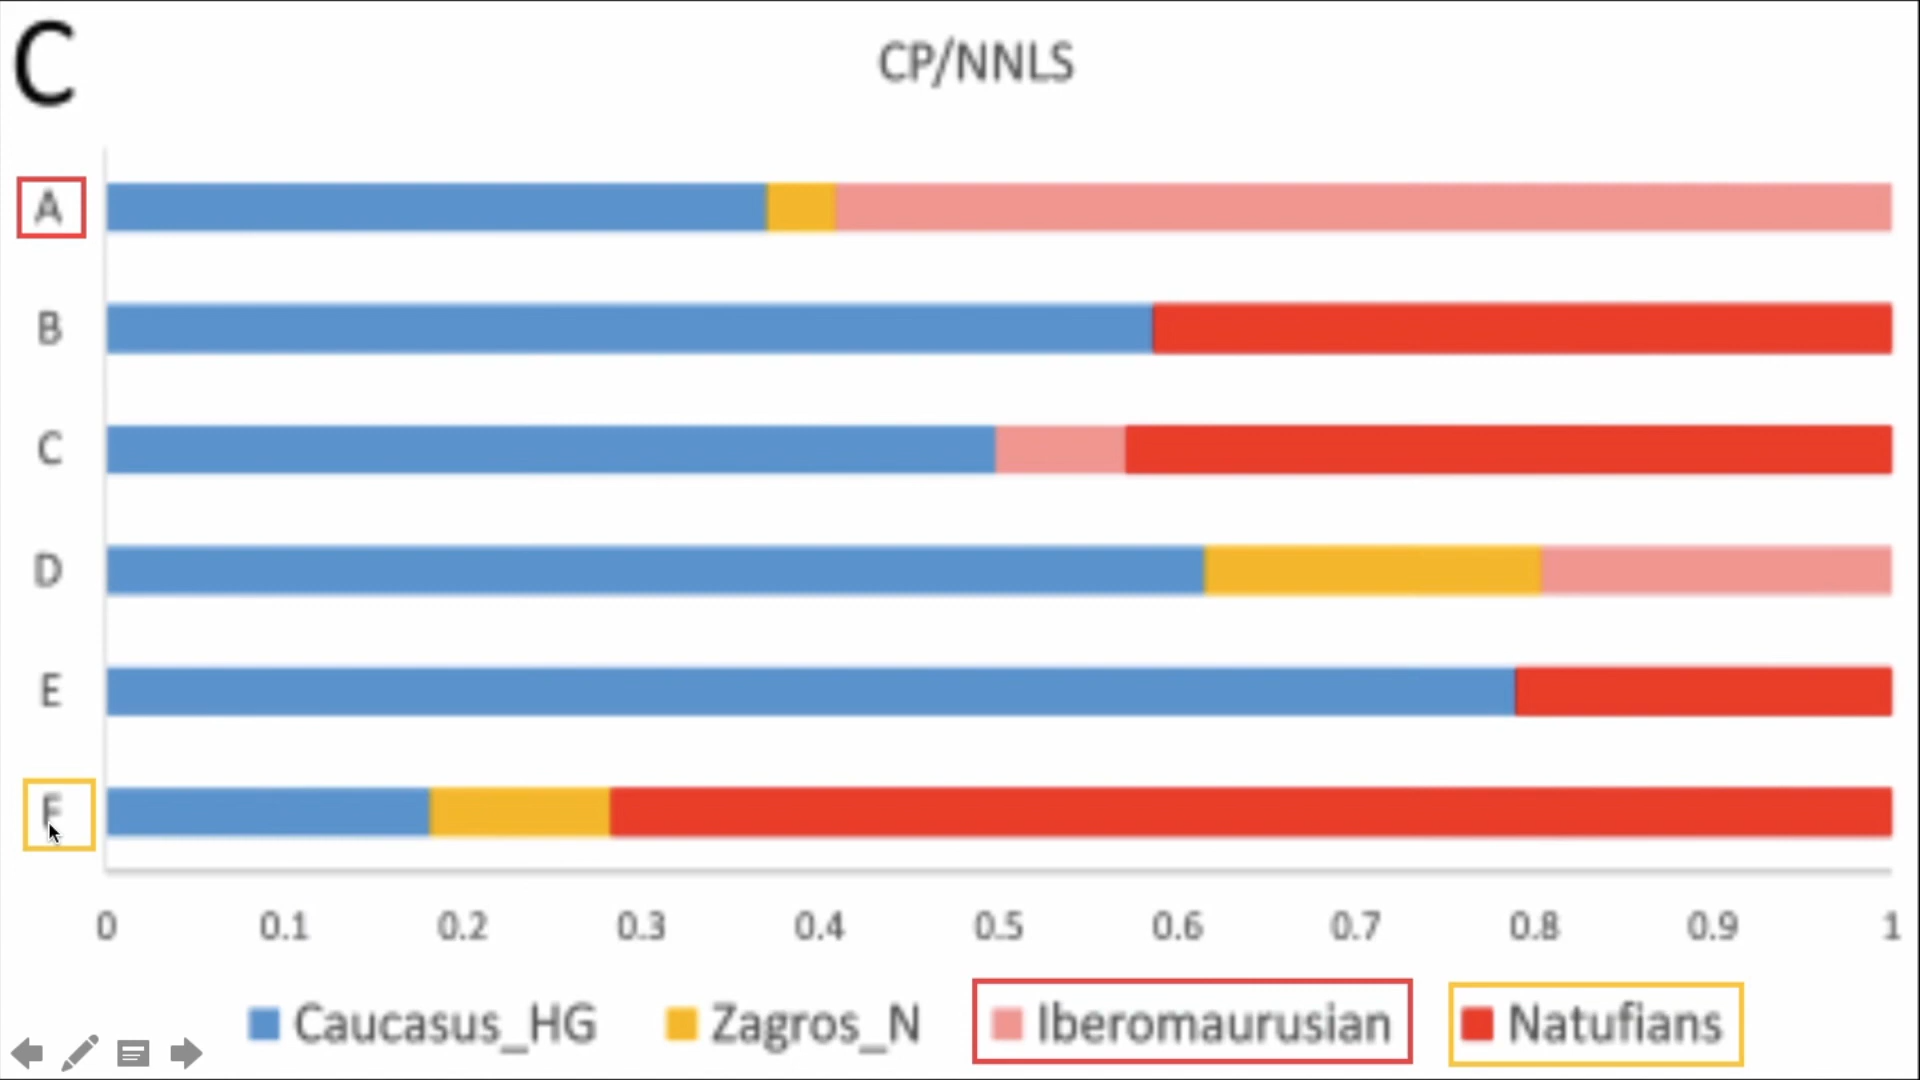 C
CP/NNLS
A
B
C
D
E
F
0 0.1 0.2 0.3 0.4 0.5 0.6 0.7 0.8 0.9 1
Caucasus_HG Zagros_N Iberomaurusian Natufians